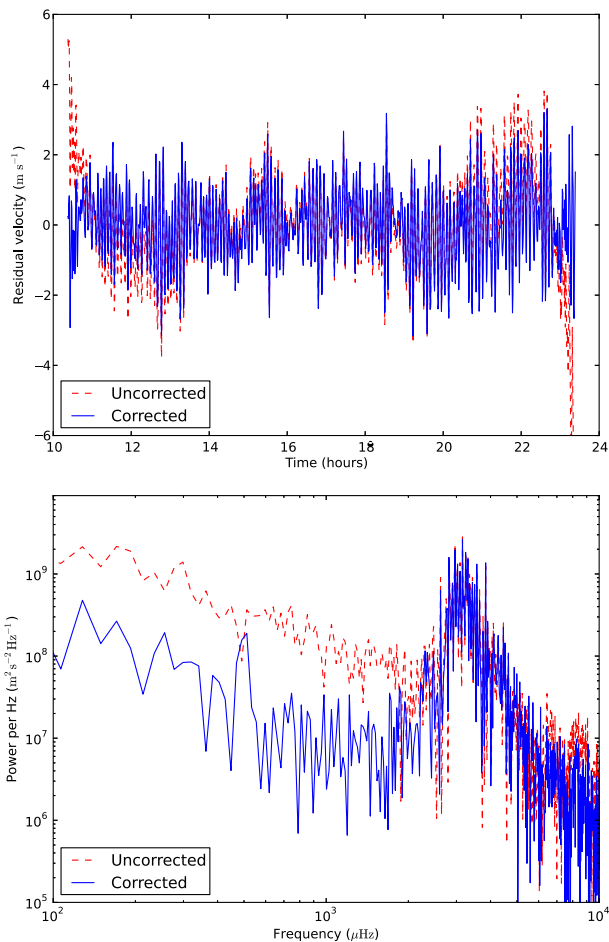 6
4
2
0
−2
−4
−6
Residual velocity (m s⁻¹)
Uncorrected
Corrected
10 12 14 16 18 20 22 24
Time (hours)
10⁹
10⁸
10⁷
10⁶
10⁵
Power per Hz (m² s⁻² Hz⁻¹)
Uncorrected
Corrected
10² 10³ 10⁴
Frequency (μHz)